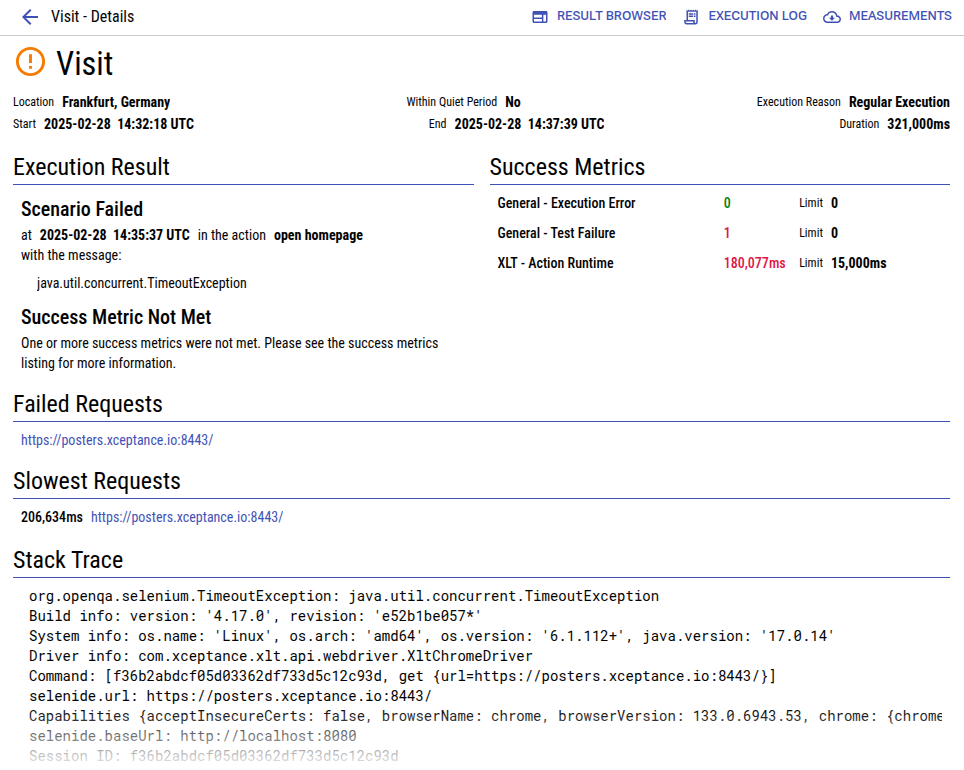 Visit - Details
RESULT BROWSER EXECUTION LOG MEASUREMENTS
Visit
Location Frankfurt, Germany Within Quiet Period No Execution Reason Regular Execution
Start 2025-02-28 14:32:18 UTC End 2025-02-28 14:37:39 UTC Duration 321,000ms
Execution Result
Scenario Failed
at 2025-02-28 14:35:37 UTC in the action open homepage
with the message:
java.util.concurrent.TimeoutException
Success Metric Not Met
One or more success metrics were not met. Please see the success metrics
listing for more information.
Success Metrics
General - Execution Error 0 Limit 0
General - Test Failure 1 Limit 0
XLT - Action Runtime 180,077ms Limit 15,000ms
Failed Requests
https://posters.xceptance.io:8443/
Slowest Requests
206,634ms https://posters.xceptance.io:8443/
Stack Trace
org.openqa.selenium.TimeoutException: java.util.concurrent.TimeoutException
Build info: version: '4.17.0', revision: 'e52b1be057*'
System info: os.name: 'Linux', os.arch: 'amd64', os.version: '6.1.112+', java.version: '17.0.14'
Driver info: com.xceptance.xlt.api.webdriver.XltChromeDriver
Command: [f36b2abdcf05d03362df733d5c12c93d, get {url=https://posters.xceptance.io:8443/}]
selenide.url: https://posters.xceptance.io:8443/
Capabilities {acceptInsecureCerts: false, browserName: chrome, browserVersion: 133.0.6943.53, chrome: {chrome
selenide.baseUrl: http://localhost:8080
Session ID: f36b2abdcf05d03362df733d5c12c93d